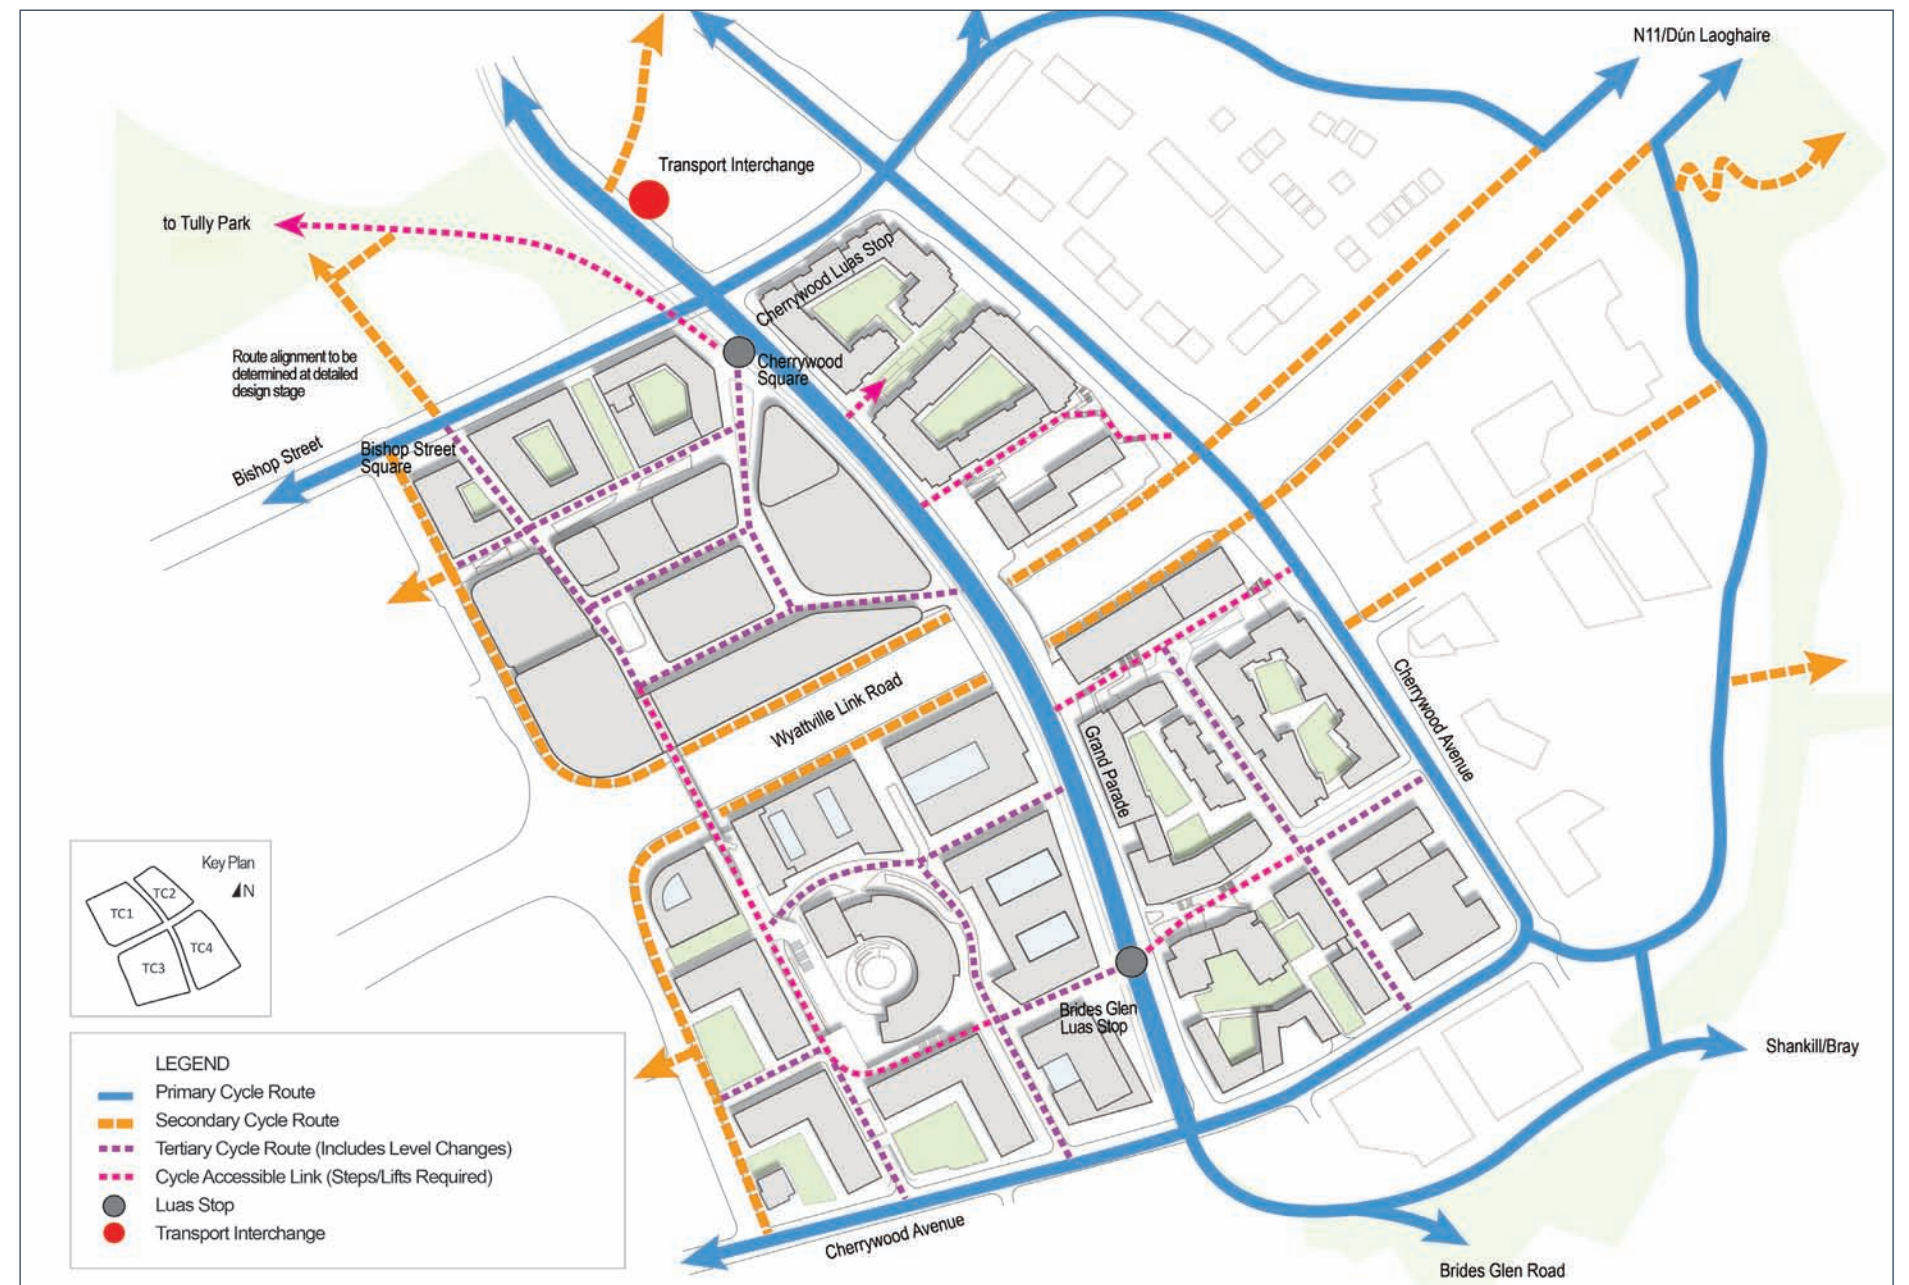 N11/Dún Laoghaire
Transport Interchange
to Tully Park
Cherrywood Luas Stop
Cherrywood
Square
Route alignment to be
determined at detailed
design stage
Bishop Street
Bishop Street
Square
Wyattville Link Road
Grand Parade
Cherrywood Avenue
Key Plan
N
TC2
TC1
TC4
TC3
Brides Glen
Luas Stop
Shankill/Bray
LEGEND
Primary Cycle Route
Secondary Cycle Route
Tertiary Cycle Route (Includes Level Changes)
Cycle Accessible Link (Steps/Lifts Required)
Luas Stop
Transport Interchange
Cherrywood Avenue
Brides Glen Road